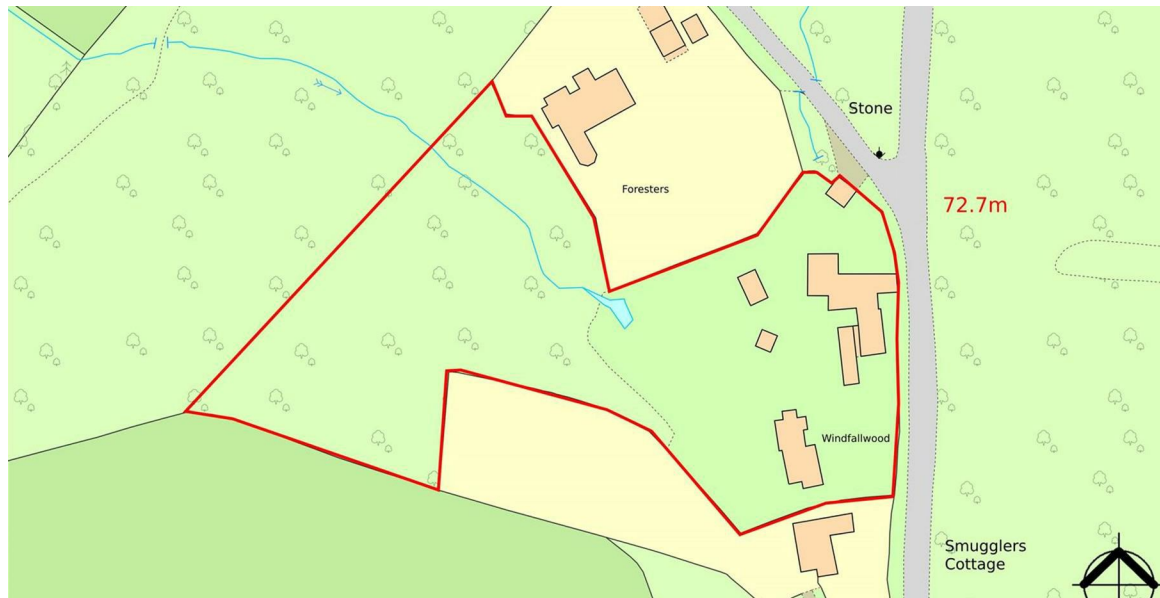 Stone
Foresters
72.7m
Windfallwood
Smugglers
Cottage